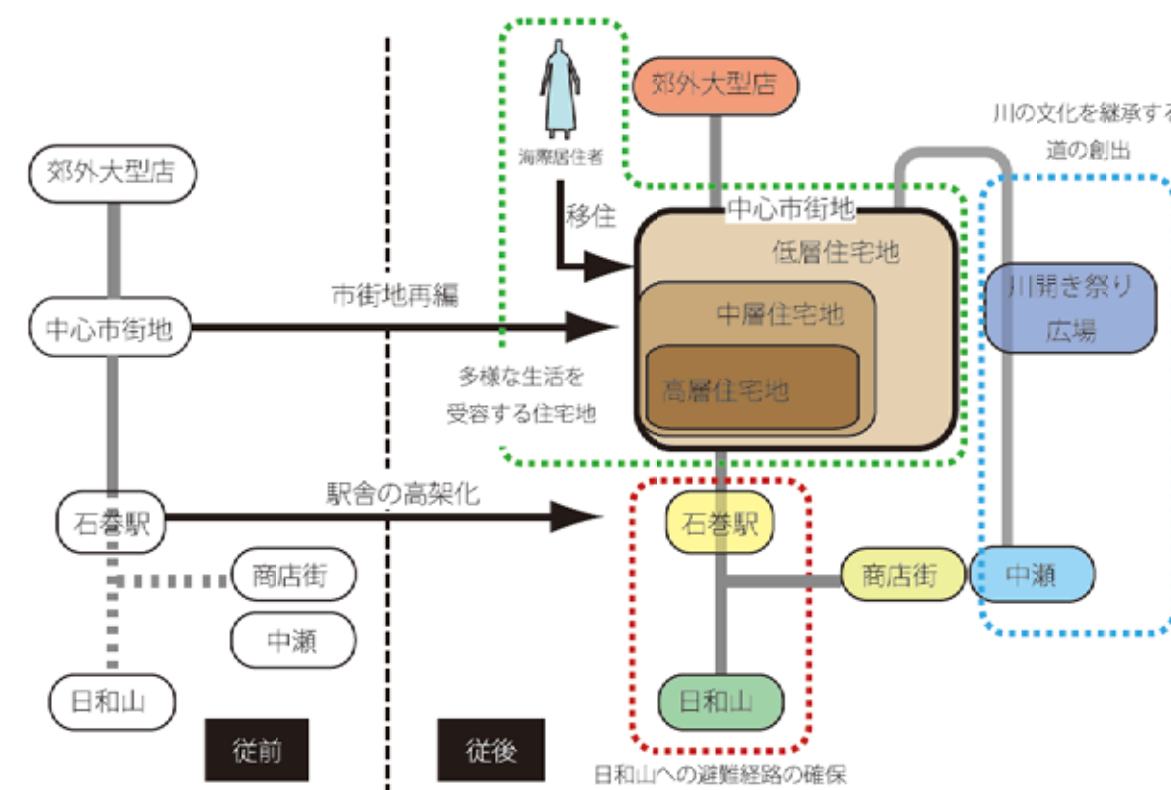 郊外大型店
中心市街地
石巻駅
商店街
中瀬
日和山
従前
市街地再編
駅舎の高架化
従後
海際居住者
移住
多様な生活を
受容する住宅地
郊外大型店
中心市街地
低層住宅地
中層住宅地
高層住宅地
石巻駅
商店街
中瀬
日和山
日和山への避難経路の確保
川の文化を継承する
道の創出
川開き祭り
広場